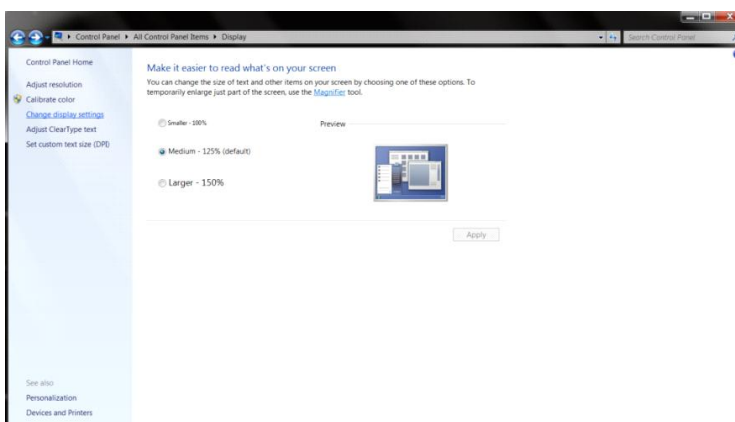 Control Panel ▸ All Control Panel Items ▸ Display
Search Control Panel
Control Panel Home
Adjust resolution
Calibrate color
Change display settings
Adjust ClearType text
Set custom text size (DPI)
See also
Personalization
Devices and Printers
Make it easier to read what's on your screen
You can change the size of text and other items on your screen by choosing one of these options. To
temporarily enlarge just part of the screen, use the Magnifier tool.
Smaller - 100%
Preview
Medium - 125% (default)
Larger - 150%
Apply